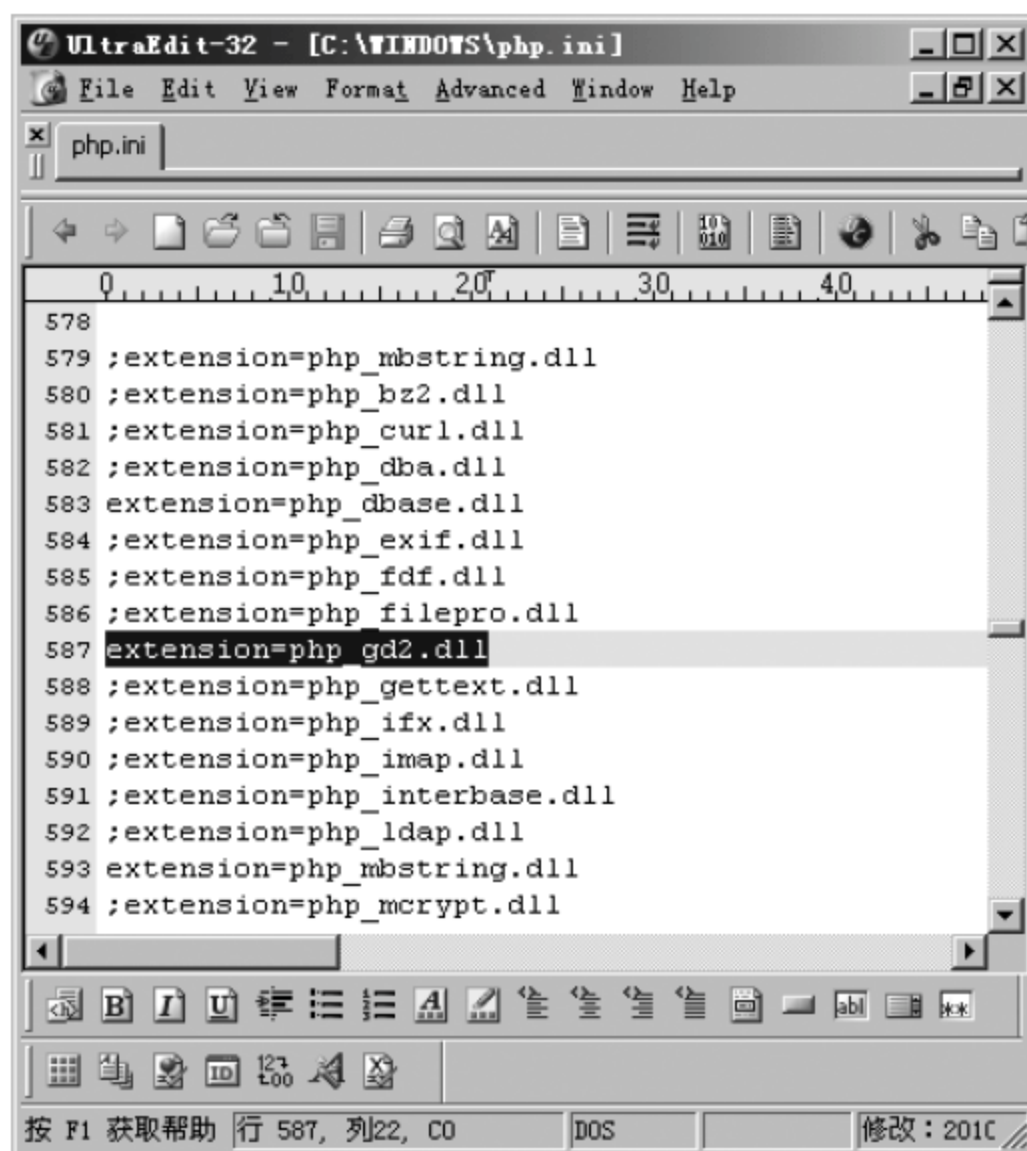 UltraEdit-32 - [C:\WINDOWS\php.ini]
File Edit View Format Advanced Window Help
php.ini
0 10 20 30 40
578
579 ;extension=php_mbstring.dll
580 ;extension=php_bz2.dll
581 ;extension=php_curl.dll
582 ;extension=php_dba.dll
583 extension=php_dbase.dll
584 ;extension=php_exif.dll
585 ;extension=php_fdf.dll
586 ;extension=php_filepro.dll
587 extension=php_gd2.dll
588 ;extension=php_gettext.dll
589 ;extension=php_ifx.dll
590 ;extension=php_imap.dll
591 ;extension=php_interbase.dll
592 ;extension=php_ldap.dll
593 extension=php_mbstring.dll
594 ;extension=php_mcrypt.dll
按 F1 获取帮助 行 587, 列22, C0 DOS 修改：201